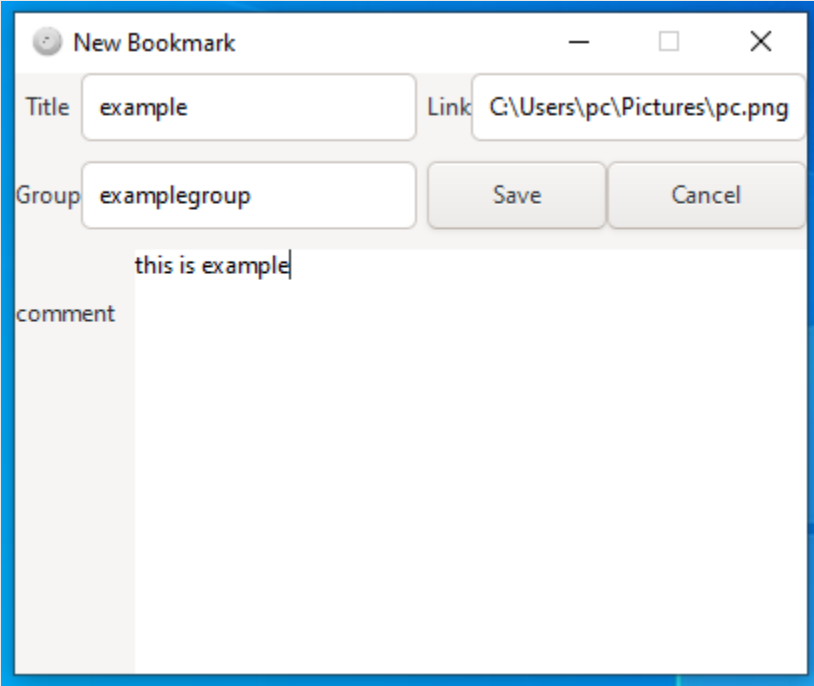 New Bookmark
Title example Link C:\Users\pc\Pictures\pc.png
Group examplegroup Save Cancel
this is example
comment